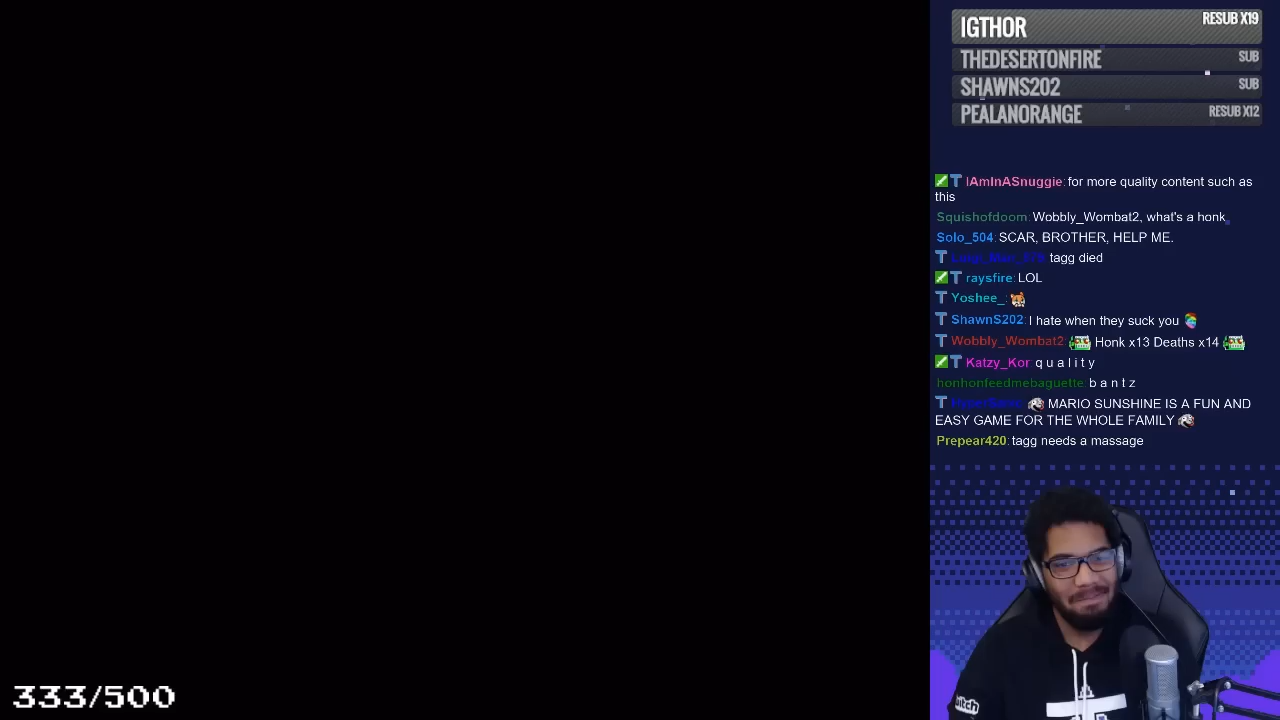 IGTHOR RESUB X19
THEDESERTONFIRE SUB
SHAWNS202 SUB
PEALANORANGE RESUB X12
IAmInASnuggie: for more quality content such as
this
Squishofdoom: Wobbly_Wombat2, what's a honk
Solo_504: SCAR, BROTHER, HELP ME.
tagg died
raysfire: LOL
Yoshee_:
ShawnS202: I hate when they suck you
Wobbly_Wombat2 Honk x13 Deaths x14
Katzy_Kor: q u a l i t y
honhonfeedmebaguette: b a n t z
MARIO SUNSHINE IS A FUN AND
EASY GAME FOR THE WHOLE FAMILY
Prepear420: tagg needs a massage
333/500